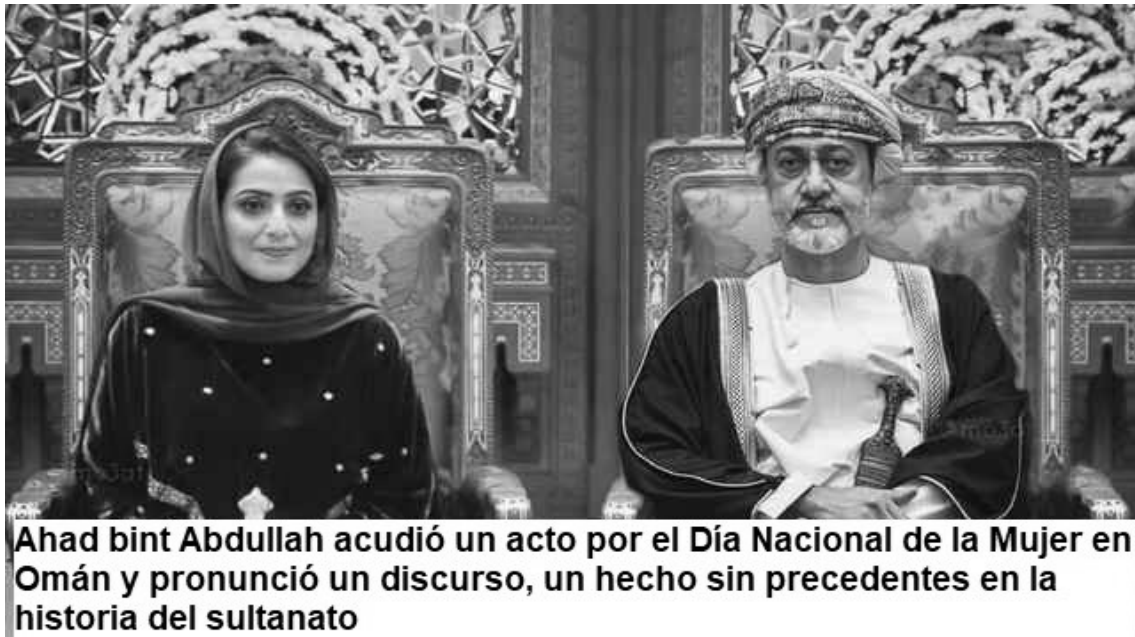 Ahad bint Abdullah acudió un acto por el Día Nacional de la Mujer en
Omán y pronunció un discurso, un hecho sin precedentes en la
historia del sultanato